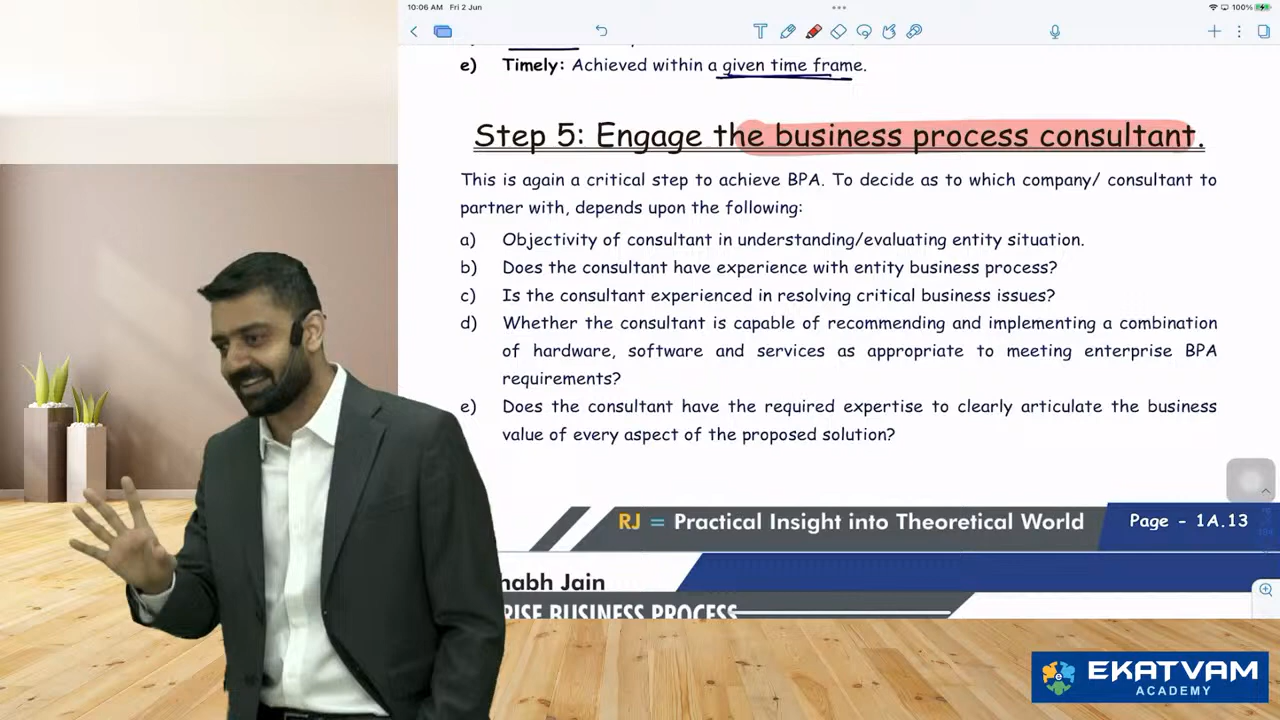 10:06 AM Fri 2 Jun
100%
e) Timely: Achieved within a given time frame.
Step 5: Engage the business process consultant.
This is again a critical step to achieve BPA. To decide as to which company/ consultant to
partner with, depends upon the following:
a) Objectivity of consultant in understanding/evaluating entity situation.
b) Does the consultant have experience with entity business process?
c) Is the consultant experienced in resolving critical business issues?
d) Whether the consultant is capable of recommending and implementing a combination
of hardware, software and services as appropriate to meeting enterprise BPA
requirements?
e) Does the consultant have the required expertise to clearly articulate the business
value of every aspect of the proposed solution?
RJ = Practical Insight into Theoretical World
Page - 1A.13
habh Jain
RISE BUSINESS PROCESS
EKATVAM
ACADEMY